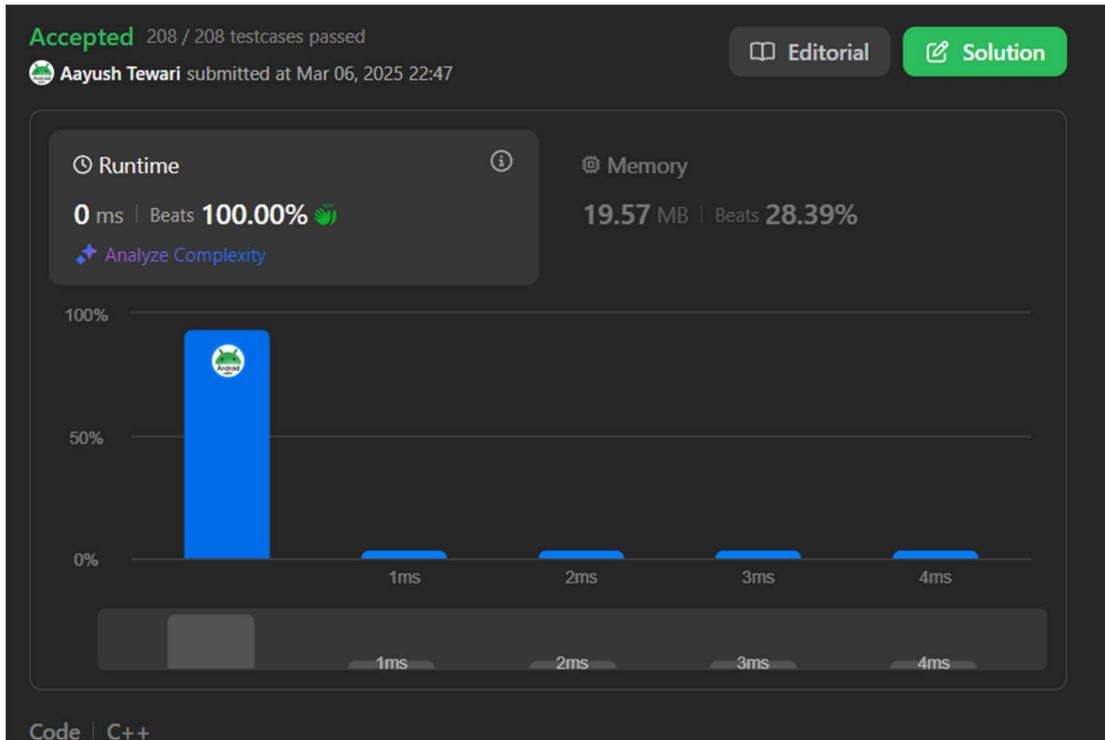 Accepted 208 / 208 testcases passed
Editorial
Solution
Aayush Tewari submitted at Mar 06, 2025 22:47
Runtime
0 ms | Beats 100.00%
Analyze Complexity
Memory
19.57 MB | Beats 28.39%
100%
50%
0%
Android
1ms 2ms 3ms 4ms
1ms 2ms 3ms 4ms
Code | C++